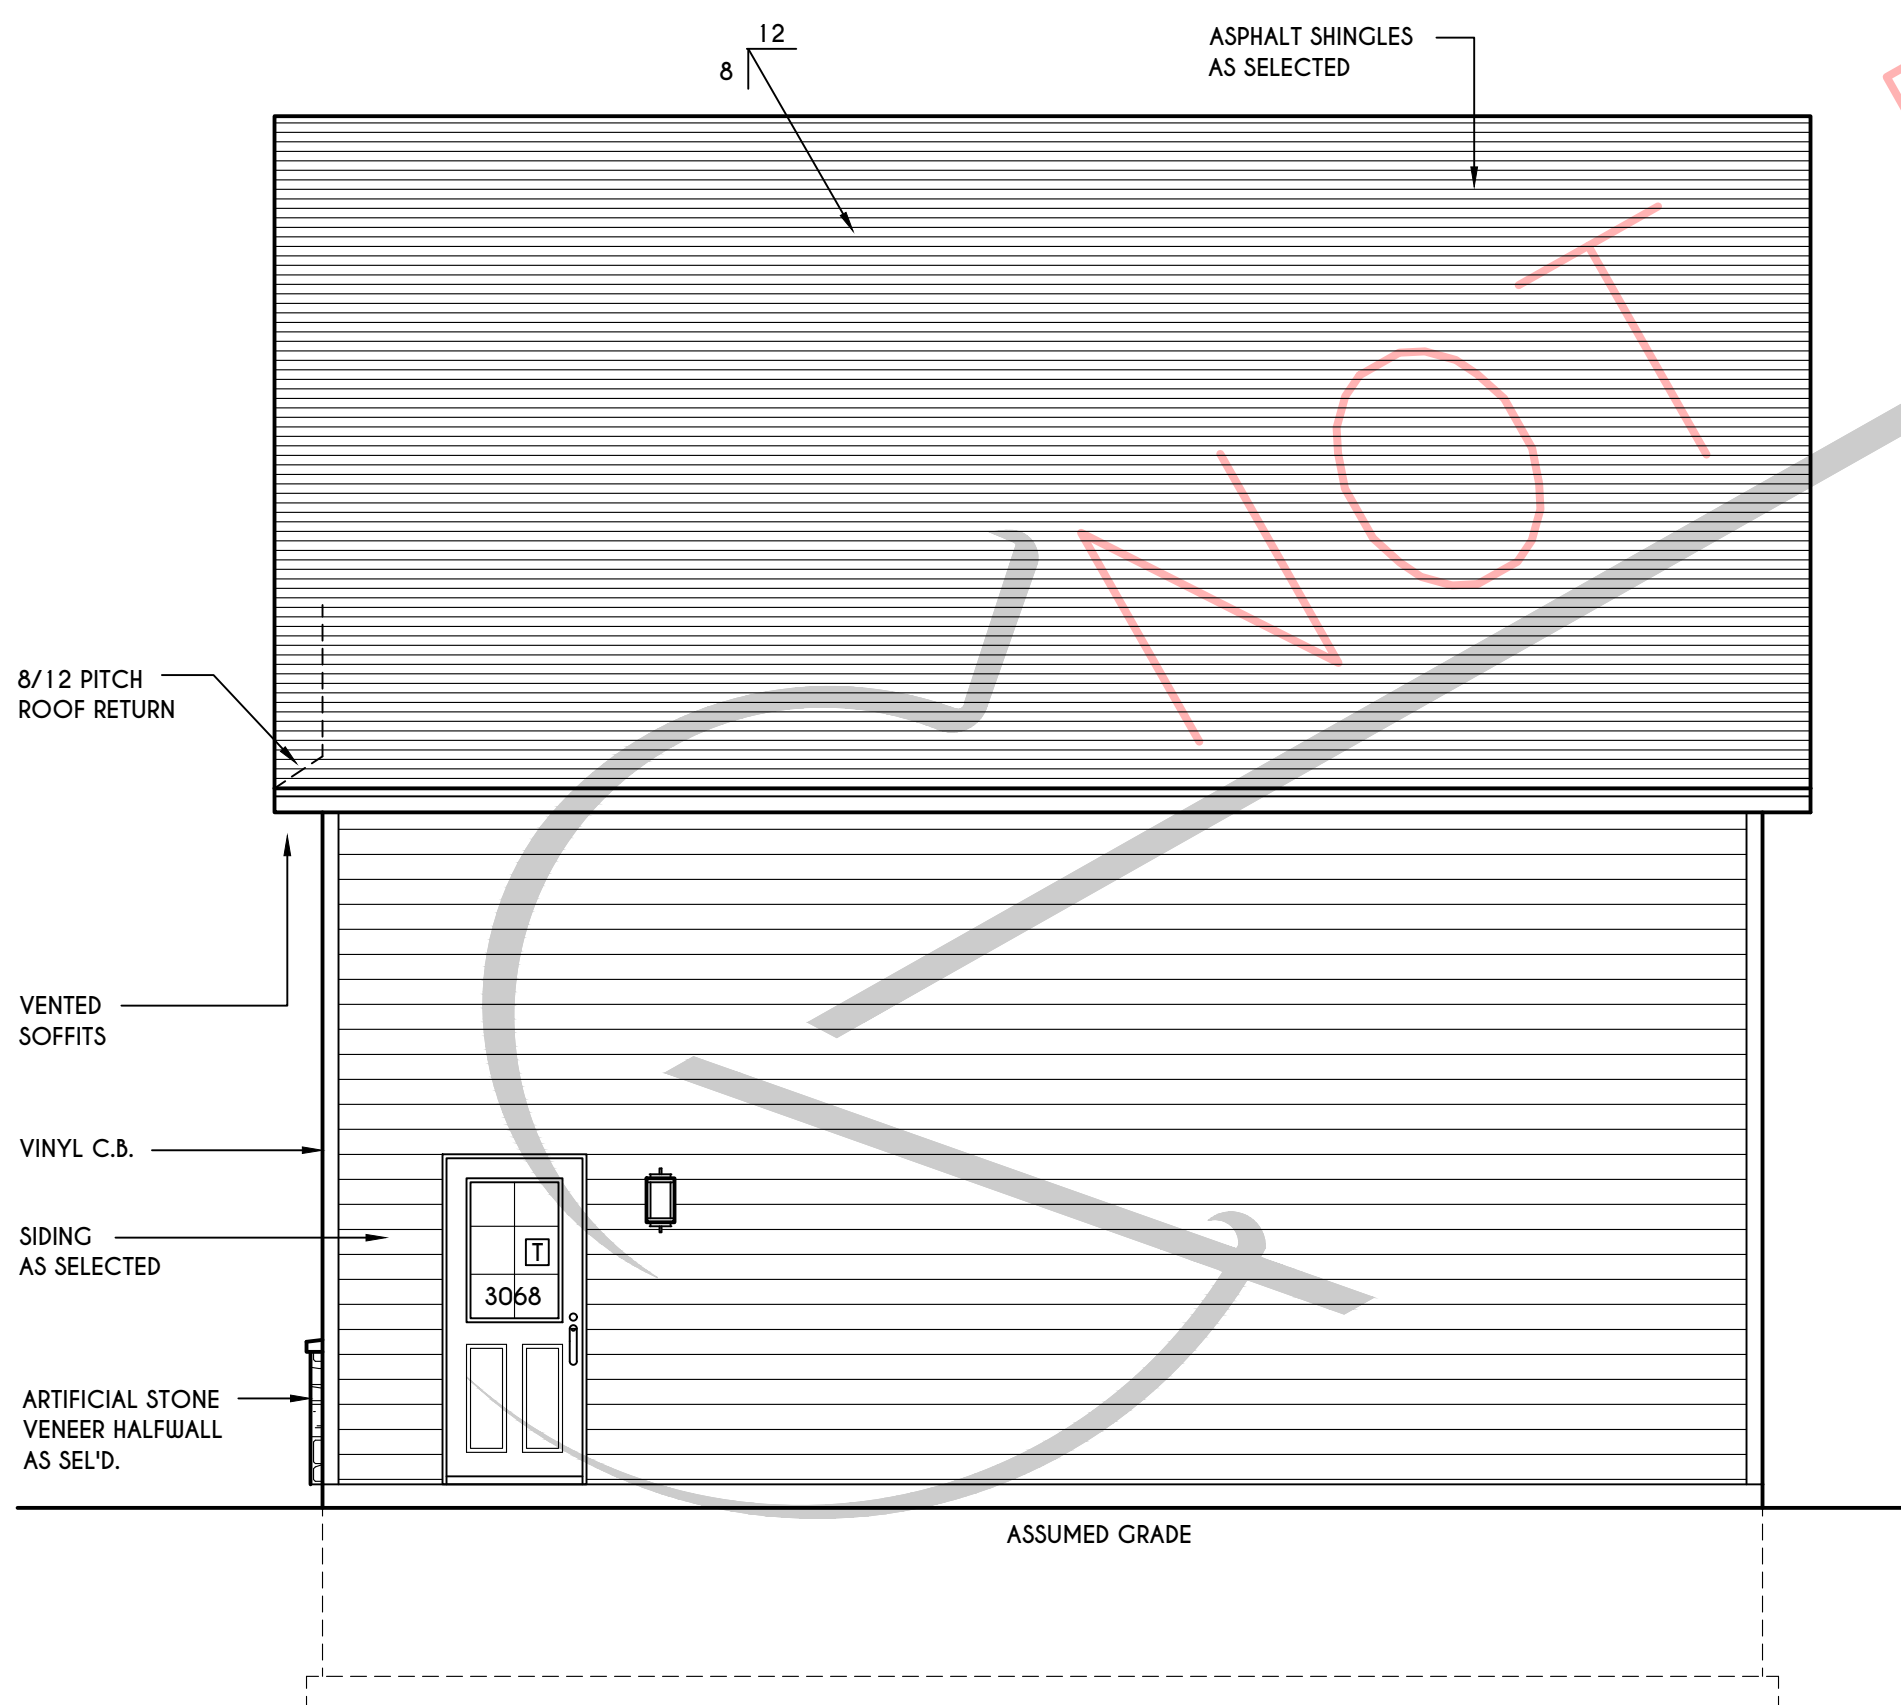 12
8
ASPHALT SHINGLES
AS SELECTED
NOT
8/12 PITCH
ROOF RETURN
VENTED
SOFFITS
VINYL C.B.
SIDING
AS SELECTED
T
3068
ARTIFICIAL STONE
VENEER HALFWALL
AS SEL'D.
ASSUMED GRADE